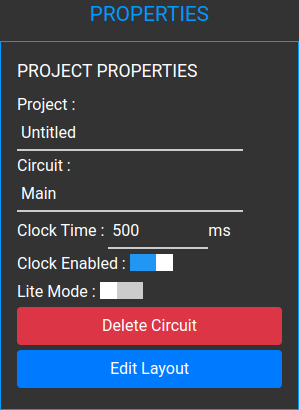 PROPERTIES
PROJECT PROPERTIES
Project :
Untitled
Circuit :
Main
Clock Time : 500 ms
Clock Enabled :
Lite Mode :
Delete Circuit
Edit Layout